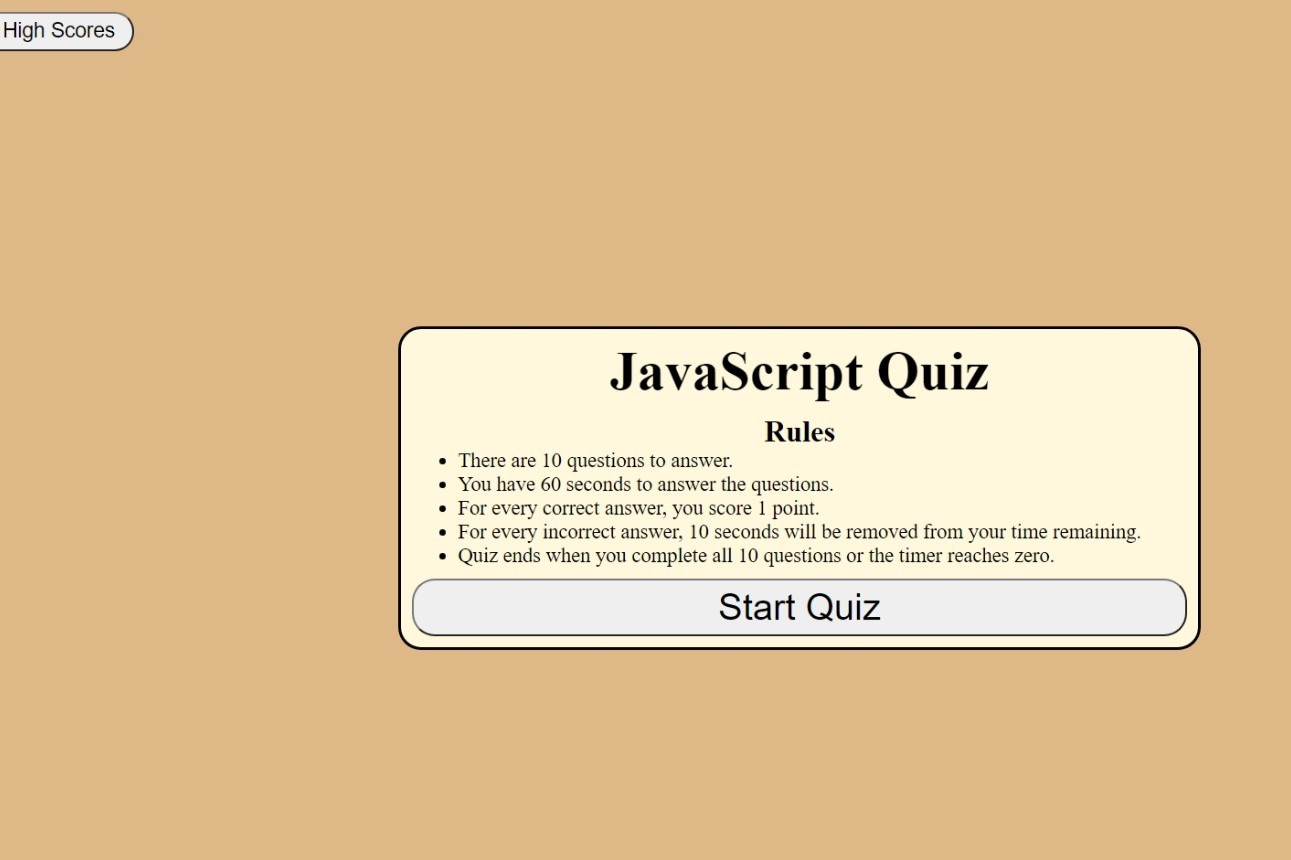 High Scores
JavaScript Quiz
Rules
• There are 10 questions to answer.
• You have 60 seconds to answer the questions.
• For every correct answer, you score 1 point.
• For every incorrect answer, 10 seconds will be removed from your time remaining.
• Quiz ends when you complete all 10 questions or the timer reaches zero.
Start Quiz